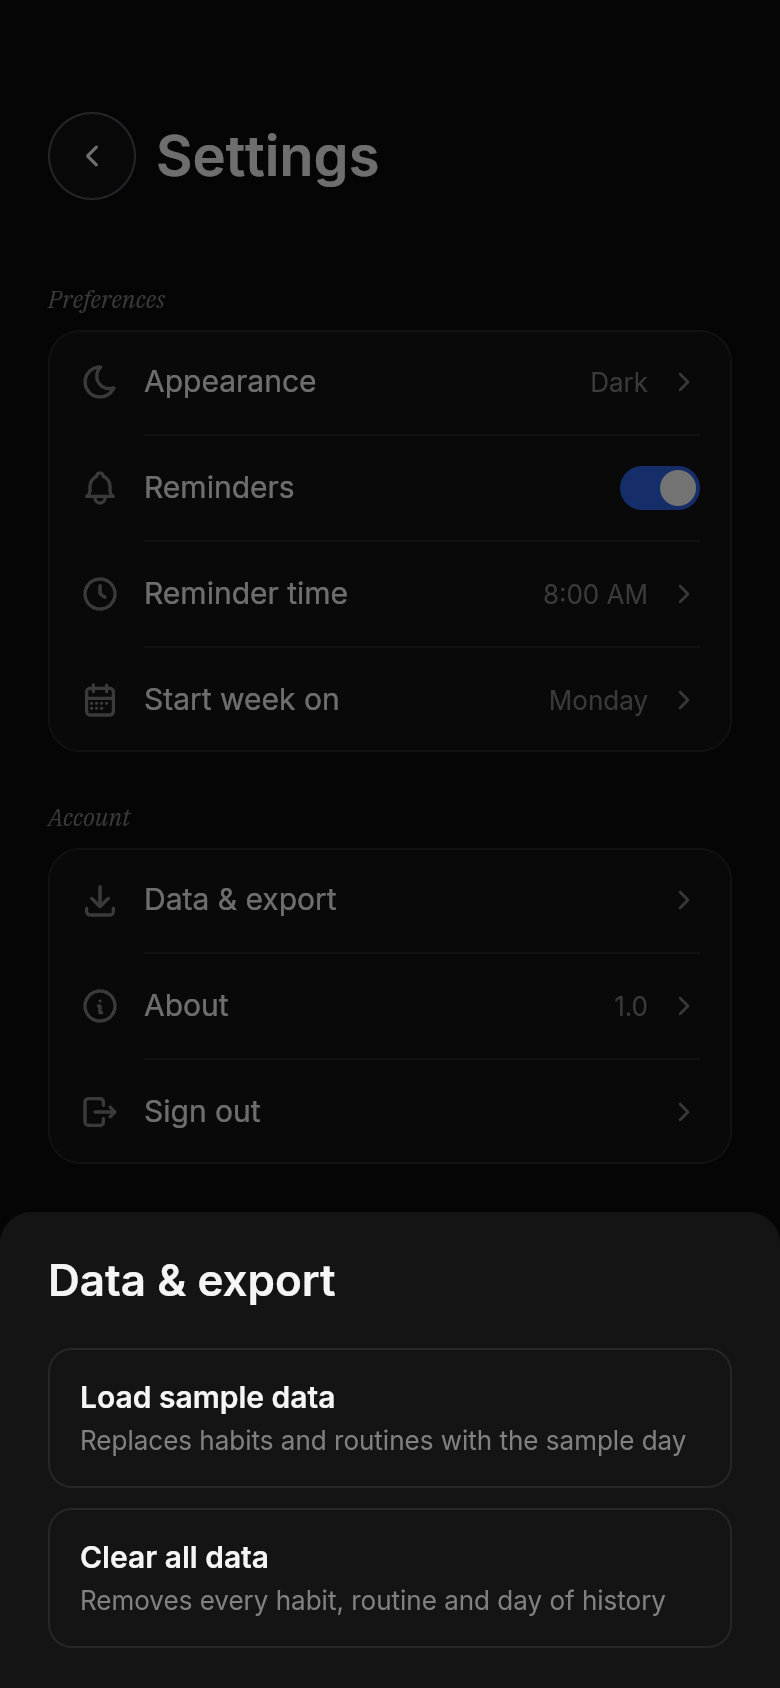 Settings
Preferences
Appearance Dark
Reminders
Reminder time 8:00 AM
Start week on Monday
Account
Data & export
About 1.0
Sign out
Data & export
Load sample data
Replaces habits and routines with the sample day
Clear all data
Removes every habit, routine and day of history